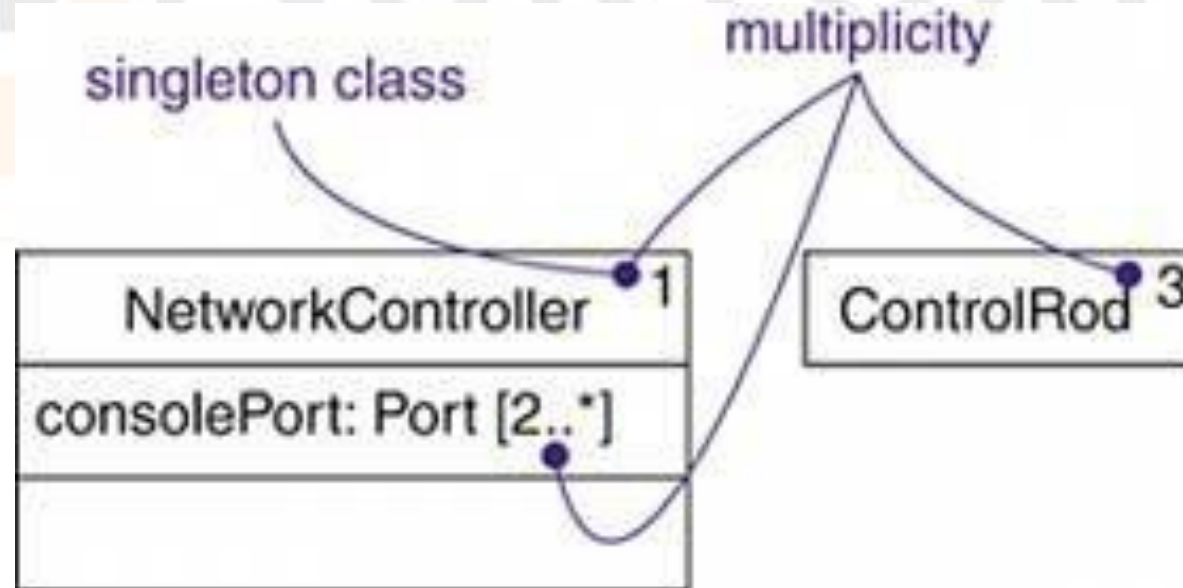 multiplicity
singleton class
NetworkController 1
ControlRod 3
consolePort: Port [2..*]